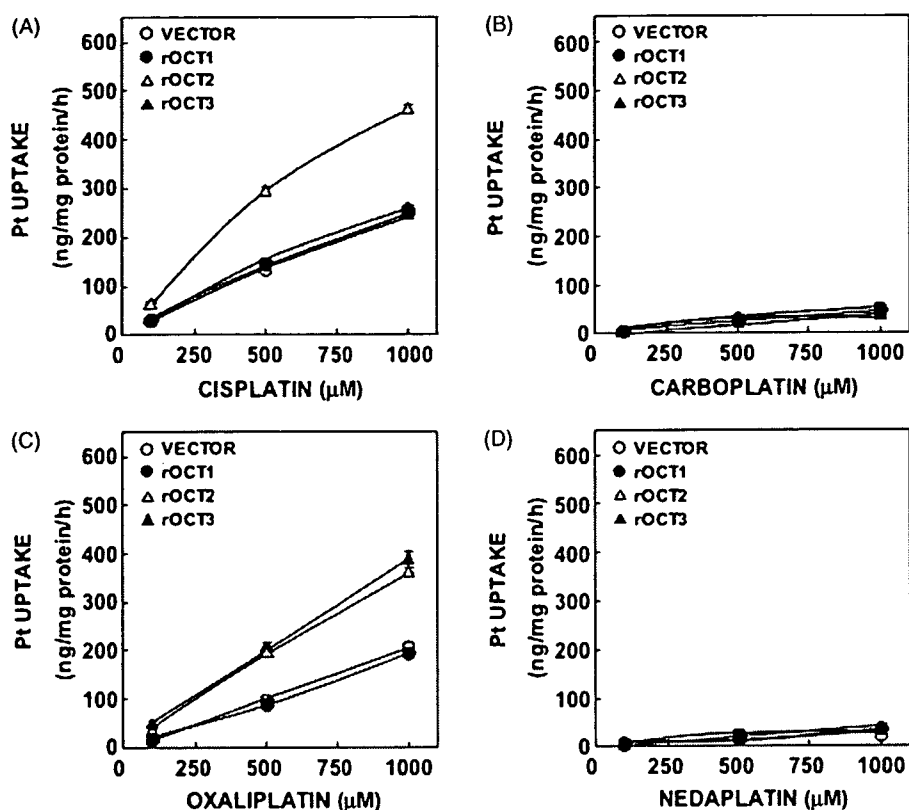 (A)
VECTOR
rOCT1
rOCT2
rOCT3
Pt UPTAKE
(ng/mg protein/h)
600
500
400
300
200
100
0
0 250 500 750 1000
CISPLATIN (μM)
(B)
VECTOR
rOCT1
rOCT2
rOCT3
Pt UPTAKE
(ng/mg protein/h)
600
500
400
300
200
100
0
0 250 500 750 1000
CARBOPLATIN (μM)
(C)
VECTOR
rOCT1
rOCT2
rOCT3
Pt UPTAKE
(ng/mg protein/h)
600
500
400
300
200
100
0
0 250 500 750 1000
OXALIPLATIN (μM)
(D)
VECTOR
rOCT1
rOCT2
rOCT3
Pt UPTAKE
(ng/mg protein/h)
600
500
400
300
200
100
0
0 250 500 750 1000
NEDAPLATIN (μM)